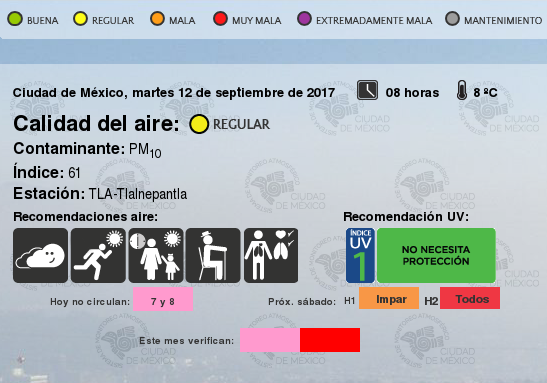 BUENA REGULAR MALA MUY MALA EXTREMADAMENTE MALA MANTENIMIENTO
Ciudad de México, martes 12 de septiembre de 2017 08 horas 8 ºC
Calidad del aire: REGULAR
Contaminante: PM10
Índice: 61
Estación: TLA-Tlalnepantla
Recomendaciones aire: Recomendación UV:
ÍNDICE UV 1 NO NECESITA
PROTECCIÓN
Hoy no circulan: 7 y 8 Próx. sábado: H1 Impar H2 Todos
Este mes verifican: